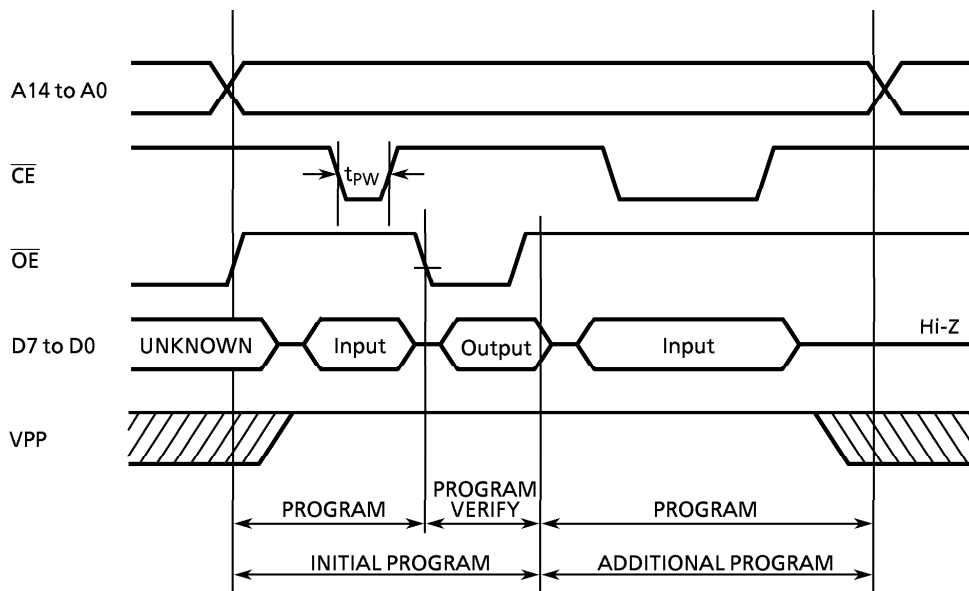 A14 to A0
CE
tPW
OE
D7 to D0
UNKNOWN
Input
Output
Input
Hi-Z
VPP
PROGRAM
PROGRAM
VERIFY
PROGRAM
INITIAL PROGRAM
ADDITIONAL PROGRAM